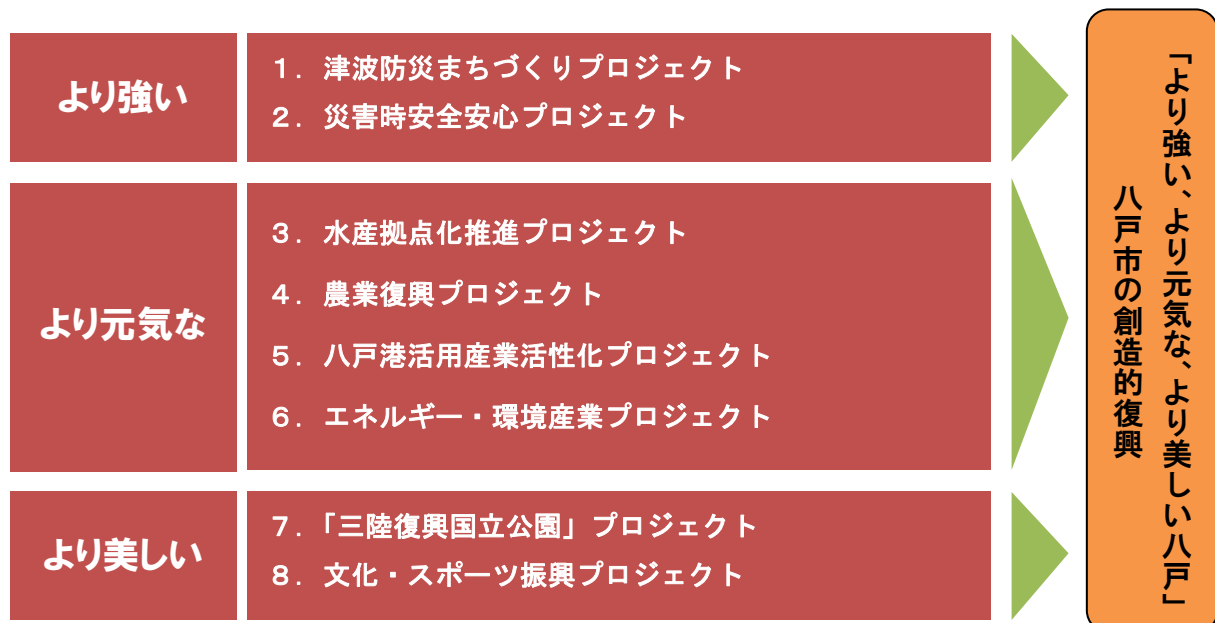 より強い
１．津波防災まちづくりプロジェクト
２．災害時安全安心プロジェクト
より元気な
３．水産拠点化推進プロジェクト
４．農業復興プロジェクト
５．八戸港活用産業活性化プロジェクト
６．エネルギー・環境産業プロジェクト
より美しい
７．「三陸復興国立公園」プロジェクト
８．文化・スポーツ振興プロジェクト
「より強い、より元気な、より美しい八戸」
八戸市の創造的復興